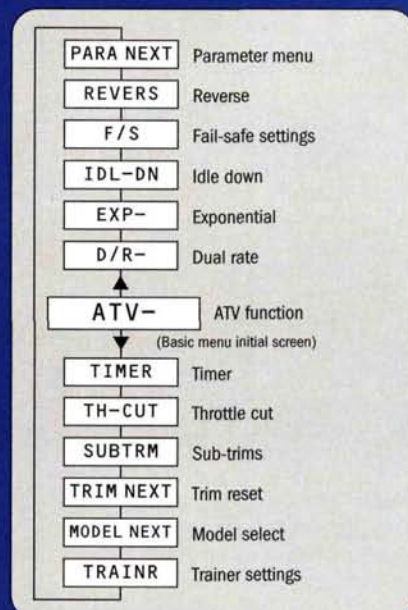 PARA NEXT Parameter menu
REVERS Reverse
F/S Fail-safe settings
IDL-DN Idle down
EXP- Exponential
D/R- Dual rate
ATV- ATV function
(Basic menu initial screen)
TIMER Timer
TH-CUT Throttle cut
SUBTRM Sub-trims
TRIM NEXT Trim reset
MODEL NEXT Model select
TRAINR Trainer settings